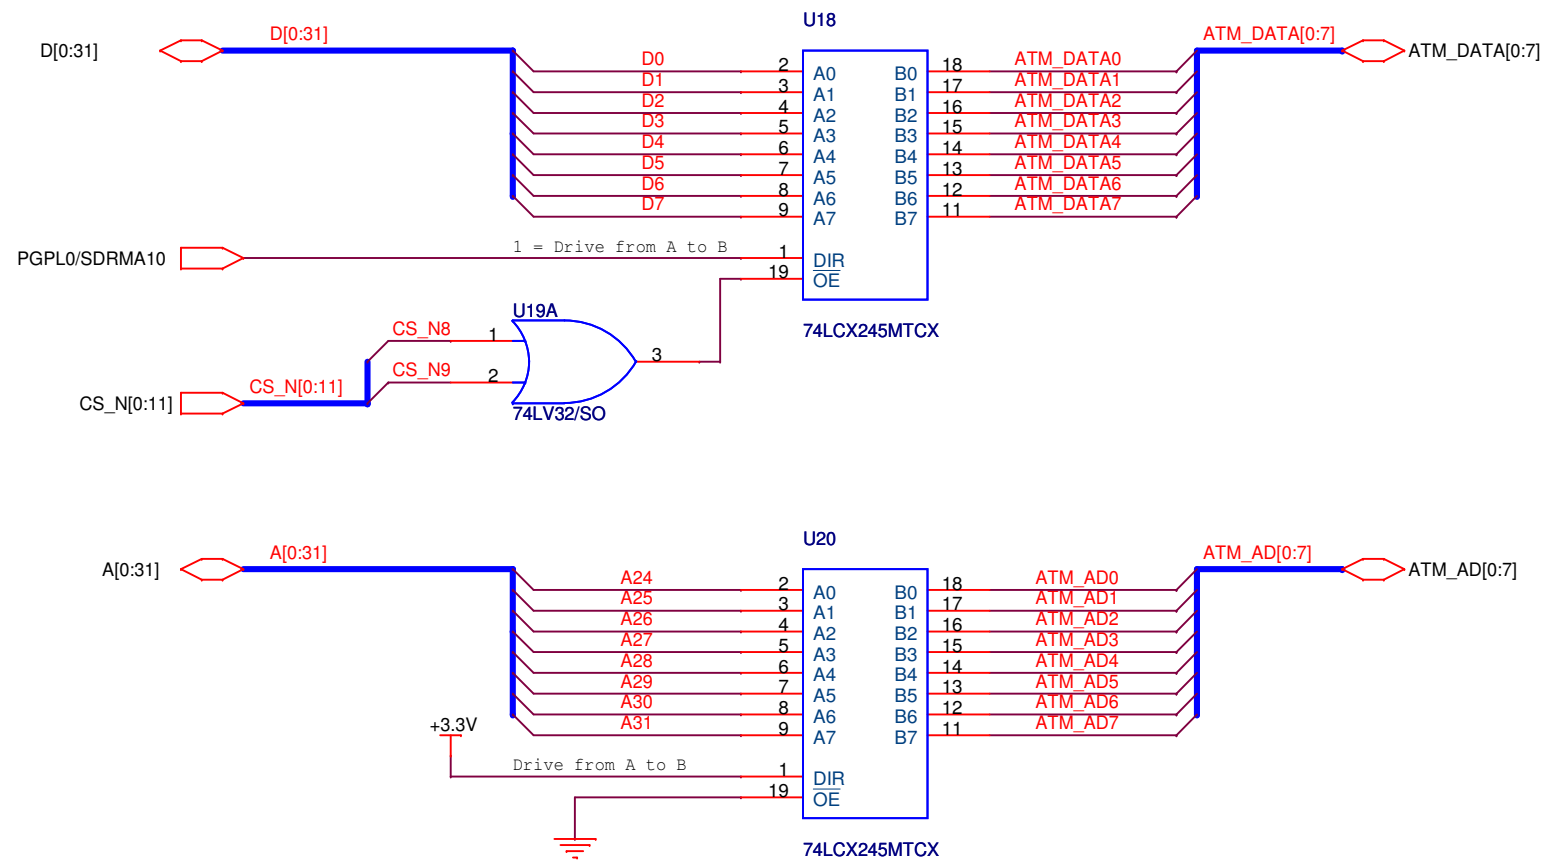 U18
D[0:31] D[0:31] ATM_DATA[0:7] ATM_DATA[0:7]
D0 2 A0 B0 18 ATM_DATA0
D1 3 A1 B1 17 ATM_DATA1
D2 4 A2 B2 16 ATM_DATA2
D3 5 A3 B3 15 ATM_DATA3
D4 6 A4 B4 14 ATM_DATA4
D5 7 A5 B5 13 ATM_DATA5
D6 8 A6 B6 12 ATM_DATA6
D7 9 A7 B7 11 ATM_DATA7
PGPL0/SDRMA10 1 = Drive from A to B 1 DIR
19 OE
U19A
74LCX245MTCX
CS_N8 1
3
CS_N9 2
CS_N[0:11] CS_N[0:11]
74LV32/SO
U20
A[0:31] A[0:31] ATM_AD[0:7] ATM_AD[0:7]
A24 2 A0 B0 18 ATM_AD0
A25 3 A1 B1 17 ATM_AD1
A26 4 A2 B2 16 ATM_AD2
A27 5 A3 B3 15 ATM_AD3
A28 6 A4 B4 14 ATM_AD4
A29 7 A5 B5 13 ATM_AD5
A30 8 A6 B6 12 ATM_AD6
A31 9 A7 B7 11 ATM_AD7
+3.3V
Drive from A to B 1 DIR
19 OE
74LCX245MTCX